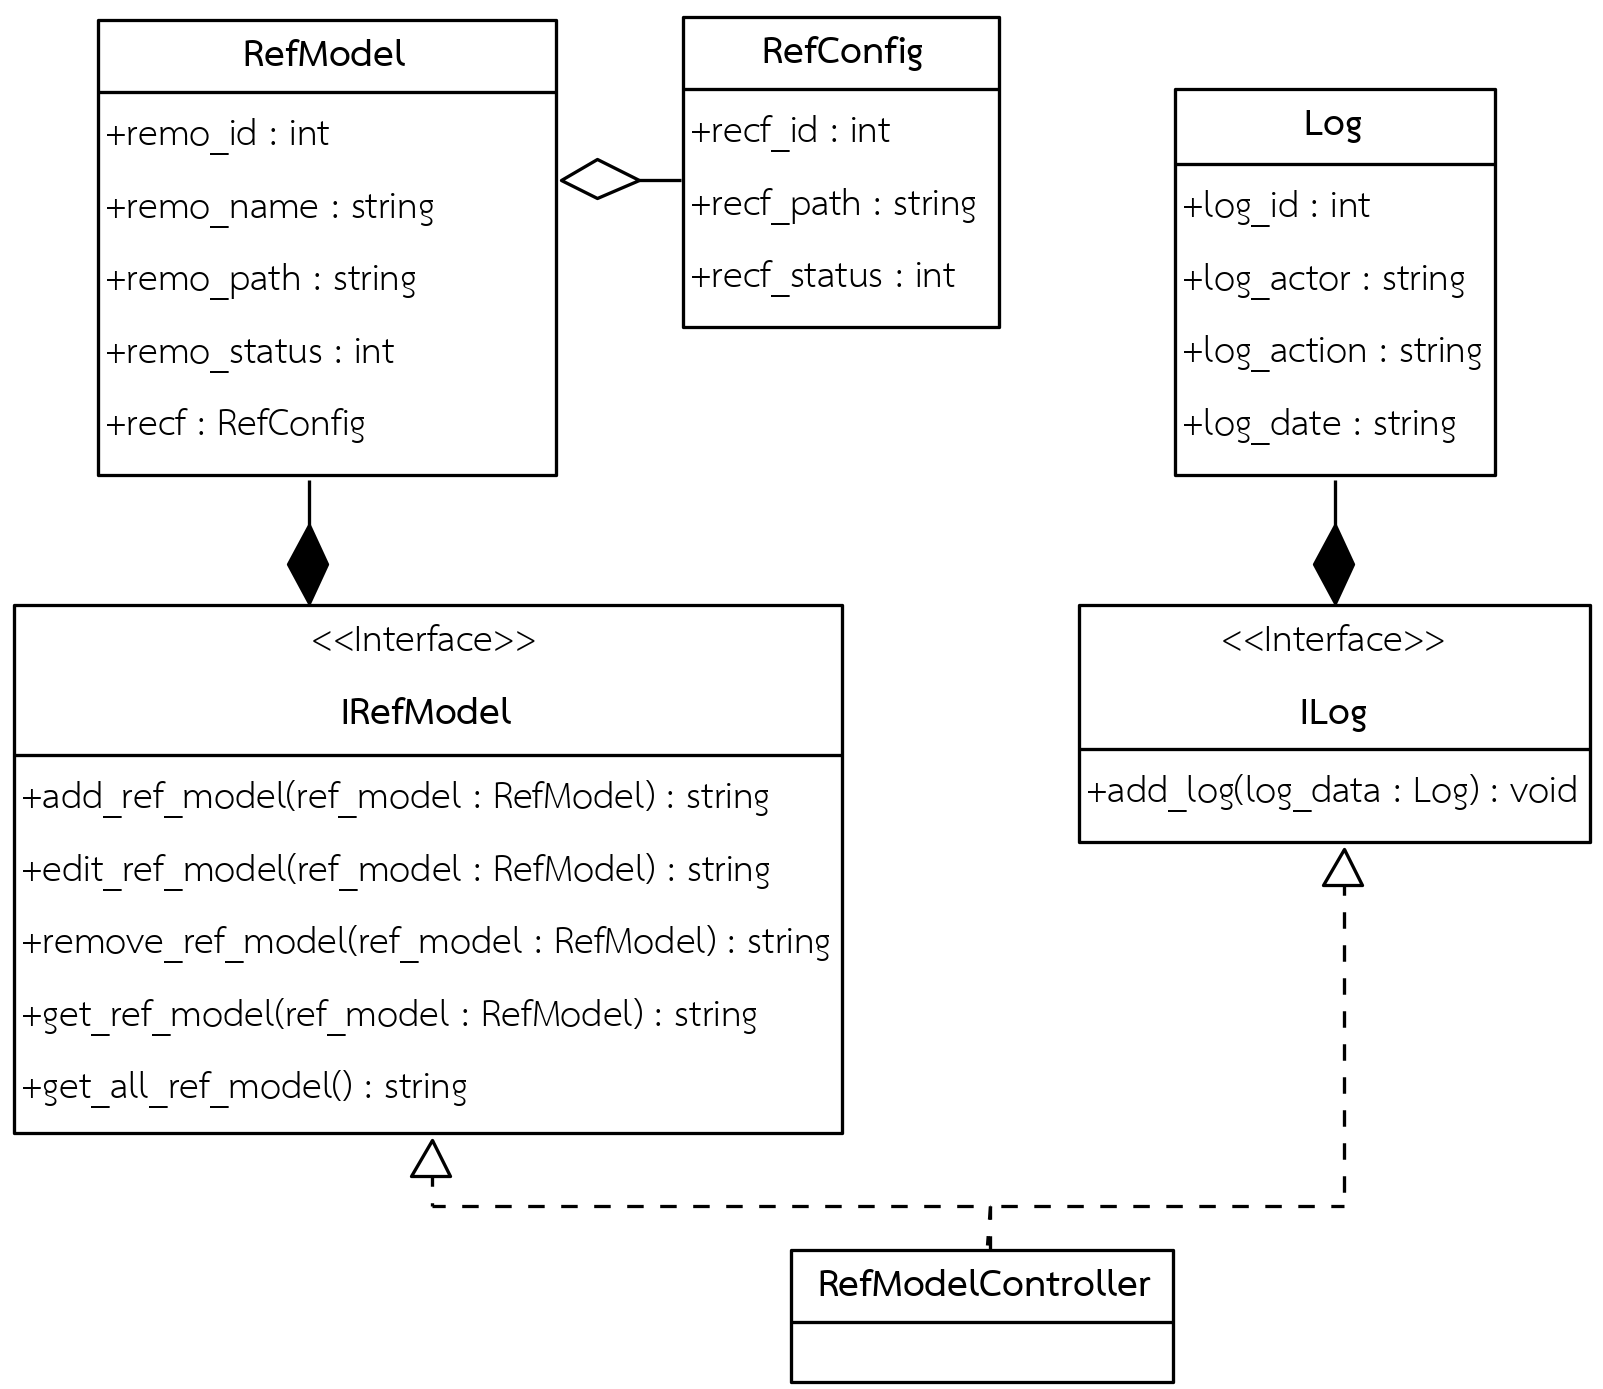 RefModel
+remo_id : int
+remo_name : string
+remo_path : string
+remo_status : int
+recf : RefConfig
RefConfig
+recf_id : int
+recf_path : string
+recf_status : int
Log
+log_id : int
+log_actor : string
+log_action : string
+log_date : string
<<Interface>>
IRefModel
+add_ref_model(ref_model : RefModel) : string
+edit_ref_model(ref_model : RefModel) : string
+remove_ref_model(ref_model : RefModel) : string
+get_ref_model(ref_model : RefModel) : string
+get_all_ref_model() : string
<<Interface>>
ILog
+add_log(log_data : Log) : void
RefModelController